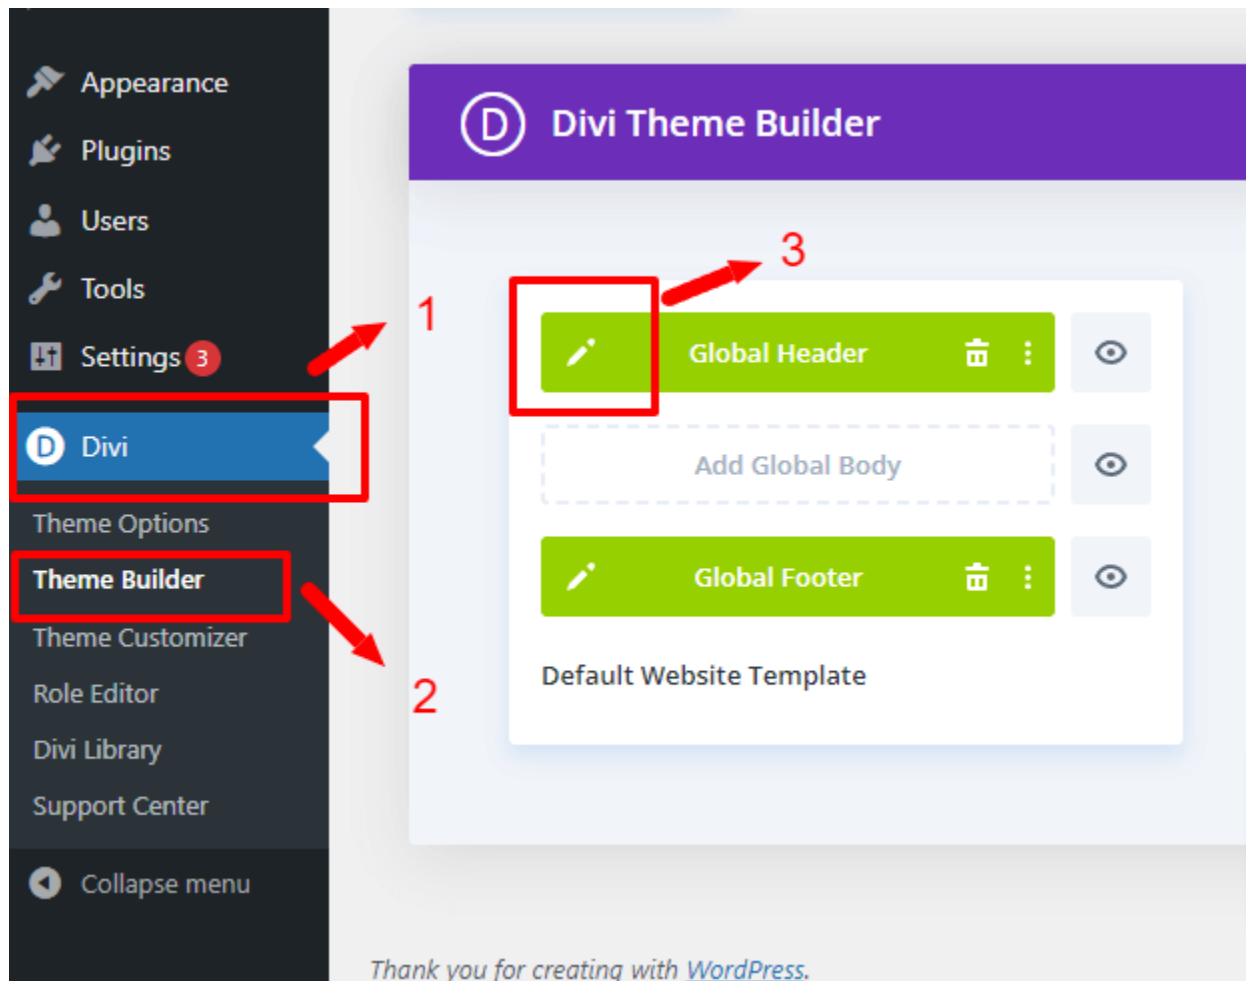 Appearance
Plugins
Users
Tools
Settings 3
D Divi
Theme Options
Theme Builder
Theme Customizer
Role Editor
Divi Library
Support Center
Collapse menu
1
2
D Divi Theme Builder
3
Global Header
Add Global Body
Global Footer
Default Website Template
Thank you for creating with WordPress.